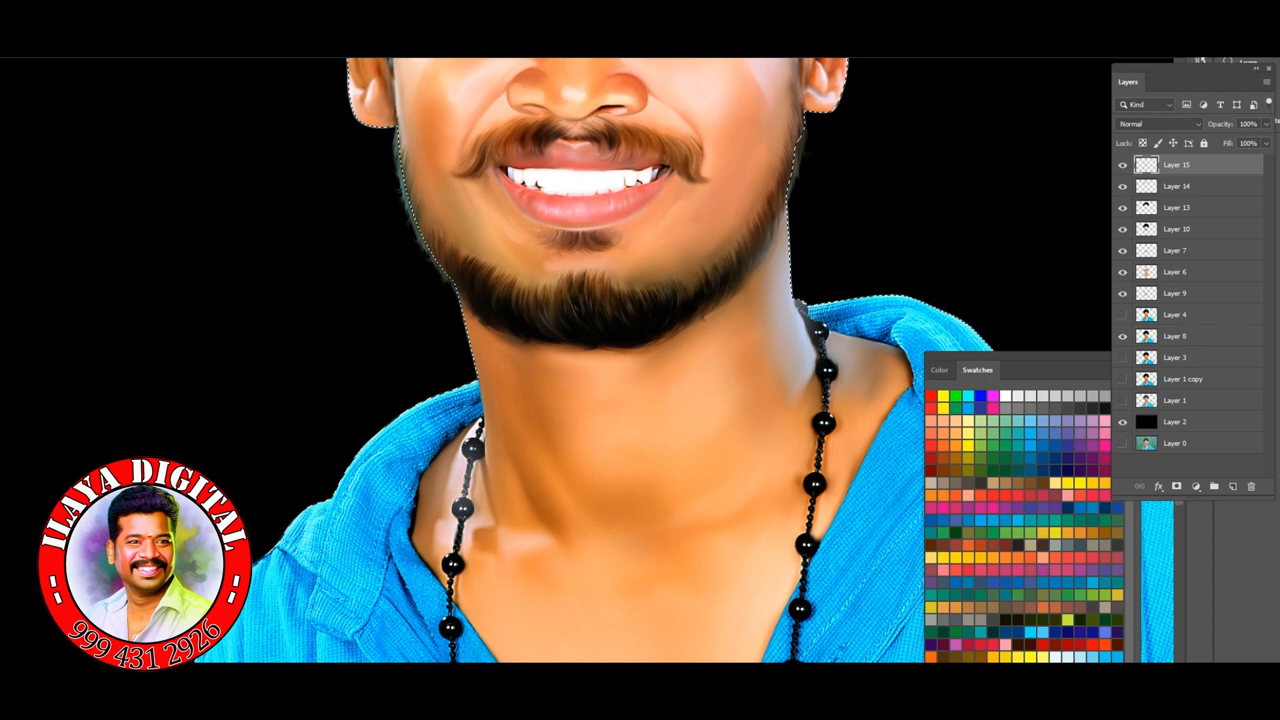 Layers
Kind
Normal
Opacity: 100%
Lock:
Fill: 100%
Layer 15
Layer 14
Layer 13
Layer 10
Layer 7
Layer 6
Layer 9
Layer 4
Layer 8
Layer 3
Layer 1 copy
Layer 1
Layer 2
Layer 0
fx
Color
Swatches
ILAYA DIGITAL
999 431 2926